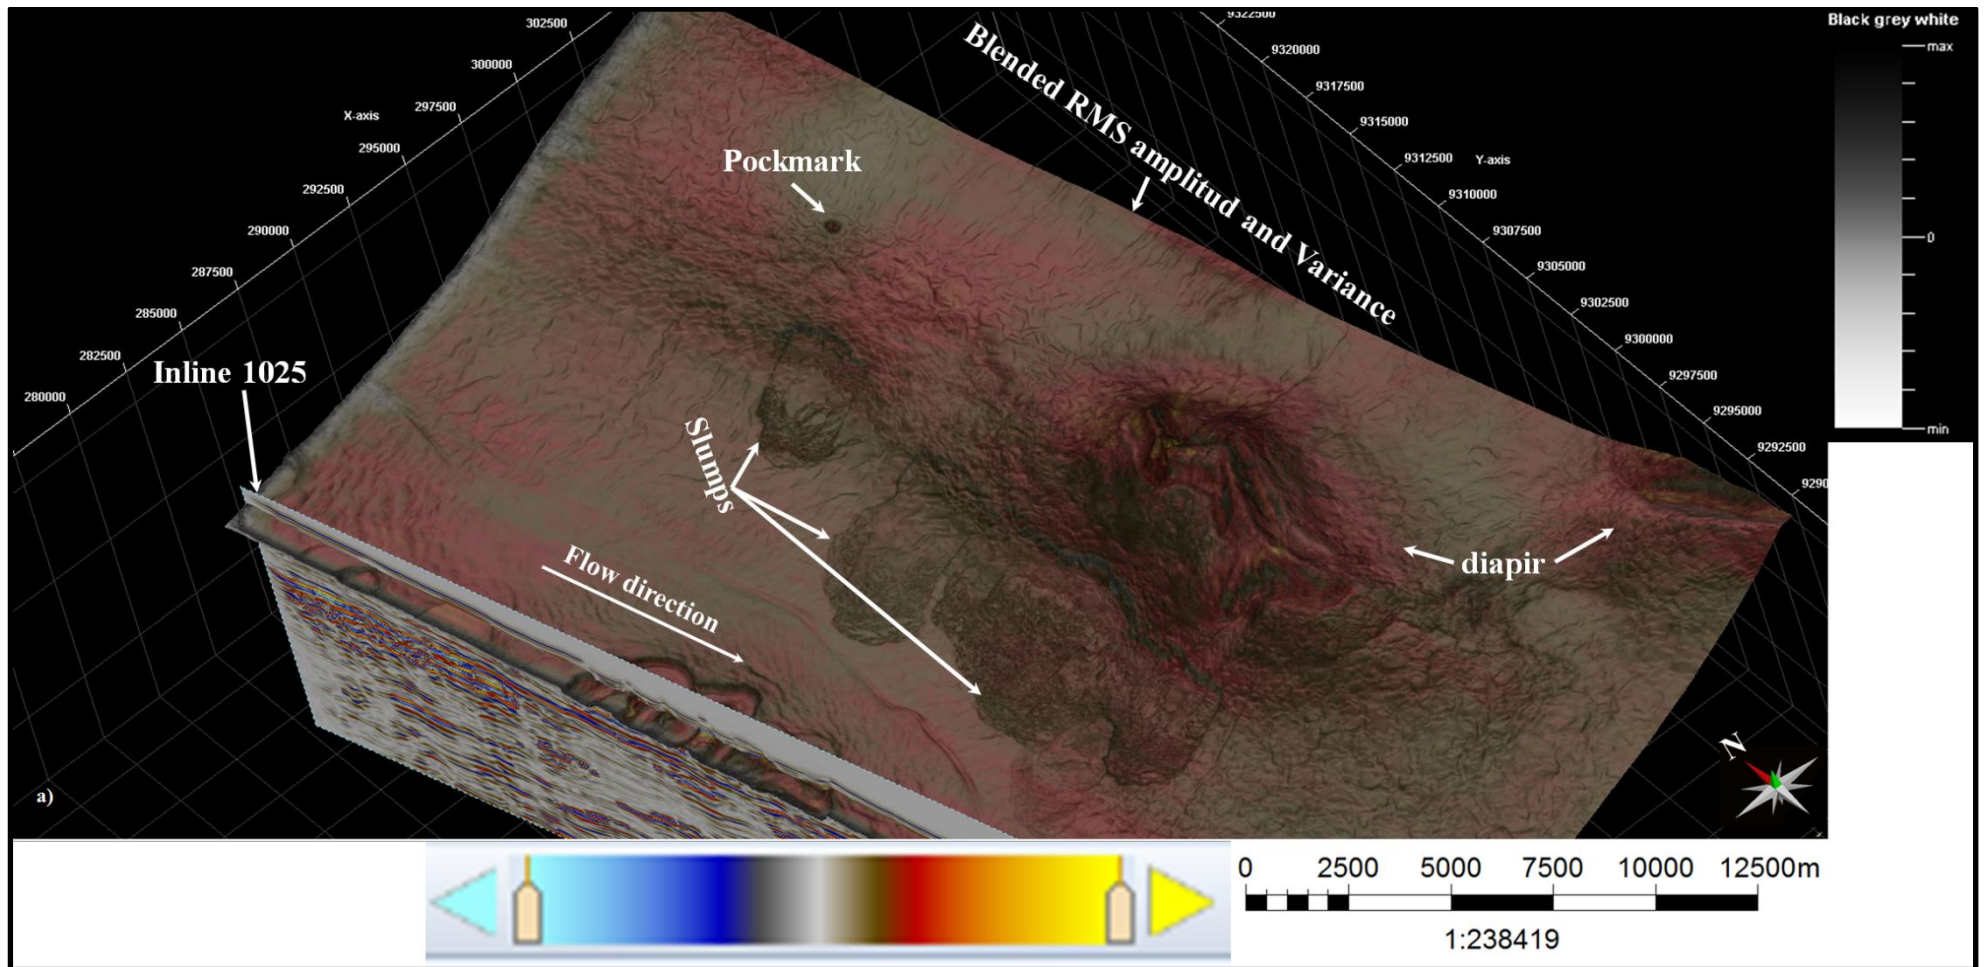 302500
300000
297500
X-axis
295000
292500
290000
287500
285000
282500
280000
Inline 1025
Pockmark
Blended RMS amplitud and Variance
9322500
9320000
9317500
9315000
9312500
Y-axis
9310000
9307500
9305000
9302500
9300000
9297500
9295000
9292500
9290
Black grey white
max
0
min
Slumps
Flow direction
diapir
N
a)
0 2500 5000 7500 10000 12500m
1:238419